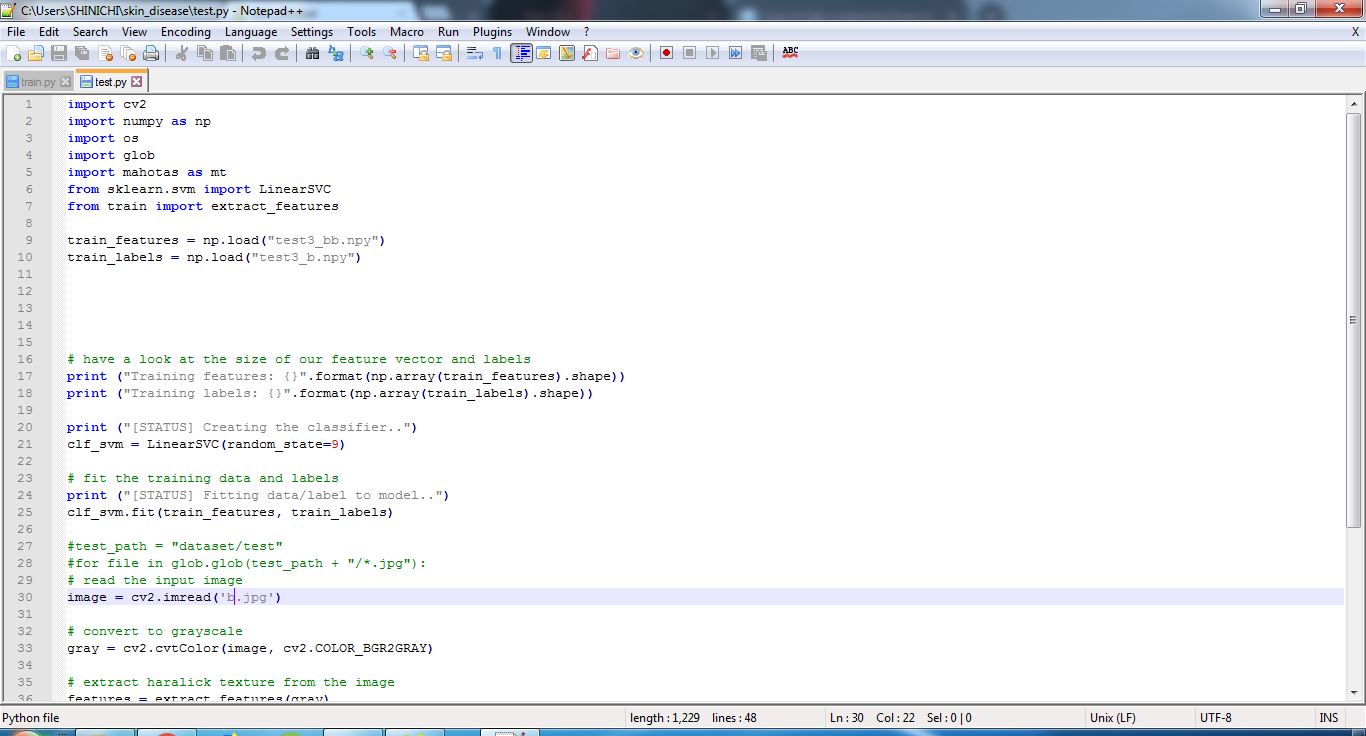 C:\Users\SHINICHI\skin_disease\test.py - Notepad++
File Edit Search View Encoding Language Settings Tools Macro Run Plugins Window ? X
ABC
train.py test.py
1 import cv2
2 import numpy as np
3 import os
4 import glob
5 import mahotas as mt
6 from sklearn.svm import LinearSVC
7 from train import extract_features
8
9 train_features = np.load("test3_bb.npy")
10 train_labels = np.load("test3_b.npy")
11
12
13
14
15
16 # have a look at the size of our feature vector and labels
17 print ("Training features: {}".format(np.array(train_features).shape))
18 print ("Training labels: {}".format(np.array(train_labels).shape))
19
20 print ("[STATUS] Creating the classifier..")
21 clf_svm = LinearSVC(random_state=9)
22
23 # fit the training data and labels
24 print ("[STATUS] Fitting data/label to model..")
25 clf_svm.fit(train_features, train_labels)
26
27 #test_path = "dataset/test"
28 #for file in glob.glob(test_path + "/*.jpg"):
29 # read the input image
30 image = cv2.imread('b.jpg')
31
32 # convert to grayscale
33 gray = cv2.cvtColor(image, cv2.COLOR_BGR2GRAY)
34
35 # extract haralick texture from the image
36 features = extract_features(gray)
Python file length : 1,229 lines : 48 Ln : 30 Col : 22 Sel : 0 | 0 Unix (LF) UTF-8 INS